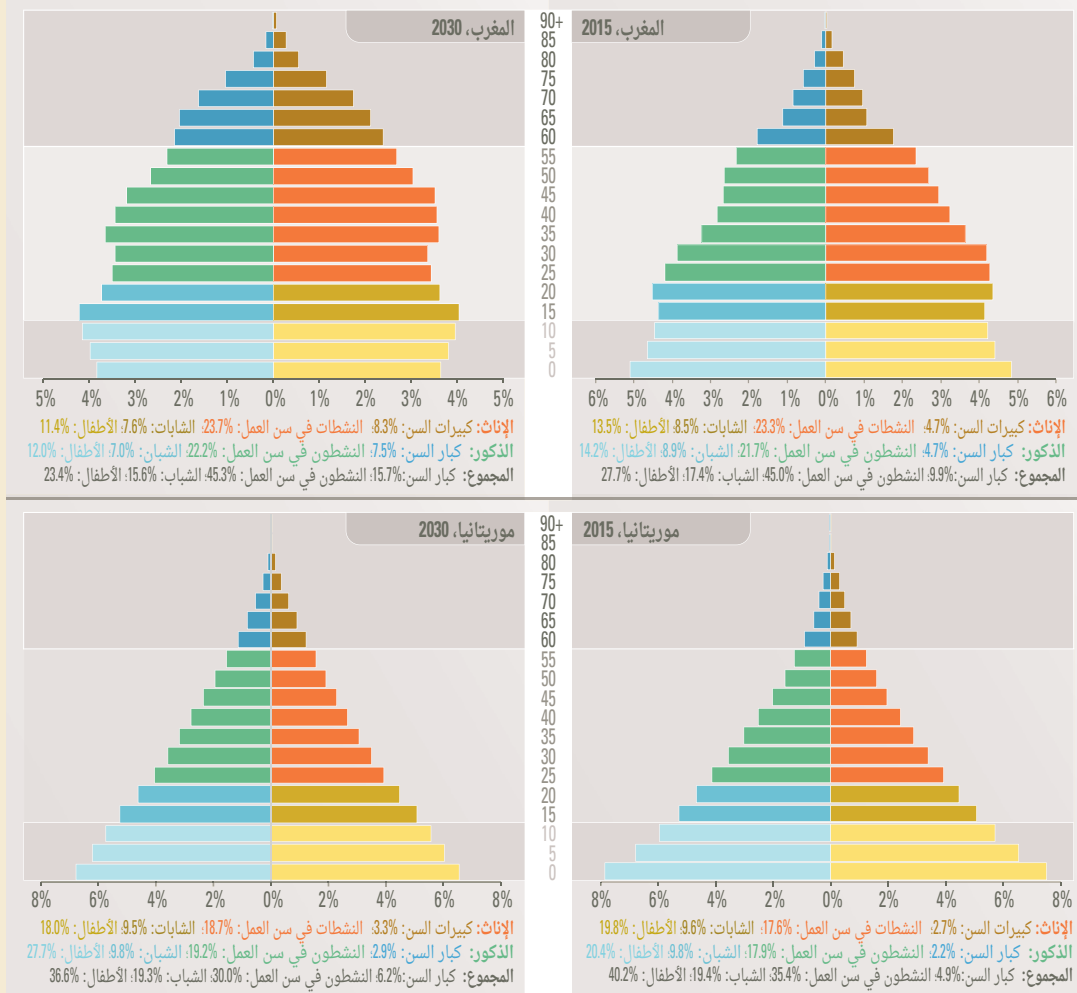 المغرب، 2015
90+
85
80
75
70
65
60
55
50
45
40
35
30
25
20
15
10
5
0
6% 5% 4% 3% 2% 1% 0% 1% 2% 3% 4% 5% 6%
الإناث: كبيرات السن: 4.7%؛ النشطات في سن العمل: 23.3%؛ الشابات: 8.5%؛ الأطفال: 13.5%
الذكور: كبار السن: 4.7%؛ النشطون في سن العمل: 21.7%؛ الشبان: 8.9%؛ الأطفال: 14.2%
المجموع: كبار السن: 9.9%؛ النشطون في سن العمل: 45.0%؛ الشباب: 17.4%؛ الأطفال: 27.7%
المغرب، 2030
5% 4% 3% 2% 1% 0% 1% 2% 3% 4% 5%
الإناث: كبيرات السن: 8.3%؛ النشطات في سن العمل: 23.7%؛ الشابات: 7.6%؛ الأطفال: 11.4%
الذكور: كبار السن: 7.5%؛ النشطون في سن العمل: 22.2%؛ الشبان: 7.0%؛ الأطفال: 12.0%
المجموع: كبار السن: 15.7%؛ النشطون في سن العمل: 45.3%؛ الشباب: 15.6%؛ الأطفال: 23.4%
موريتانيا، 2015
90+
85
80
75
70
65
60
55
50
45
40
35
30
25
20
15
10
5
0
8% 6% 4% 2% 0% 2% 4% 6% 8%
الإناث: كبيرات السن: 2.7%؛ النشطات في سن العمل: 17.6%؛ الشابات: 9.6%؛ الأطفال: 19.8%
الذكور: كبار السن: 2.2%؛ النشطون في سن العمل: 17.9%؛ الشبان: 9.8%؛ الأطفال: 20.4%
المجموع: كبار السن: 4.9%؛ النشطون في سن العمل: 35.4%؛ الشباب: 19.4%؛ الأطفال: 40.2%
موريتانيا، 2030
8% 6% 4% 2% 0% 2% 4% 6% 8%
الإناث: كبيرات السن: 3.3%؛ النشطات في سن العمل: 18.7%؛ الشابات: 9.5%؛ الأطفال: 18.0%
الذكور: كبار السن: 2.9%؛ النشطون في سن العمل: 19.2%؛ الشبان: 9.8%؛ الأطفال: 27.7%
المجموع: كبار السن: 6.2%؛ النشطون في سن العمل: 30.0%؛ الشباب: 19.3%؛ الأطفال: 36.6%